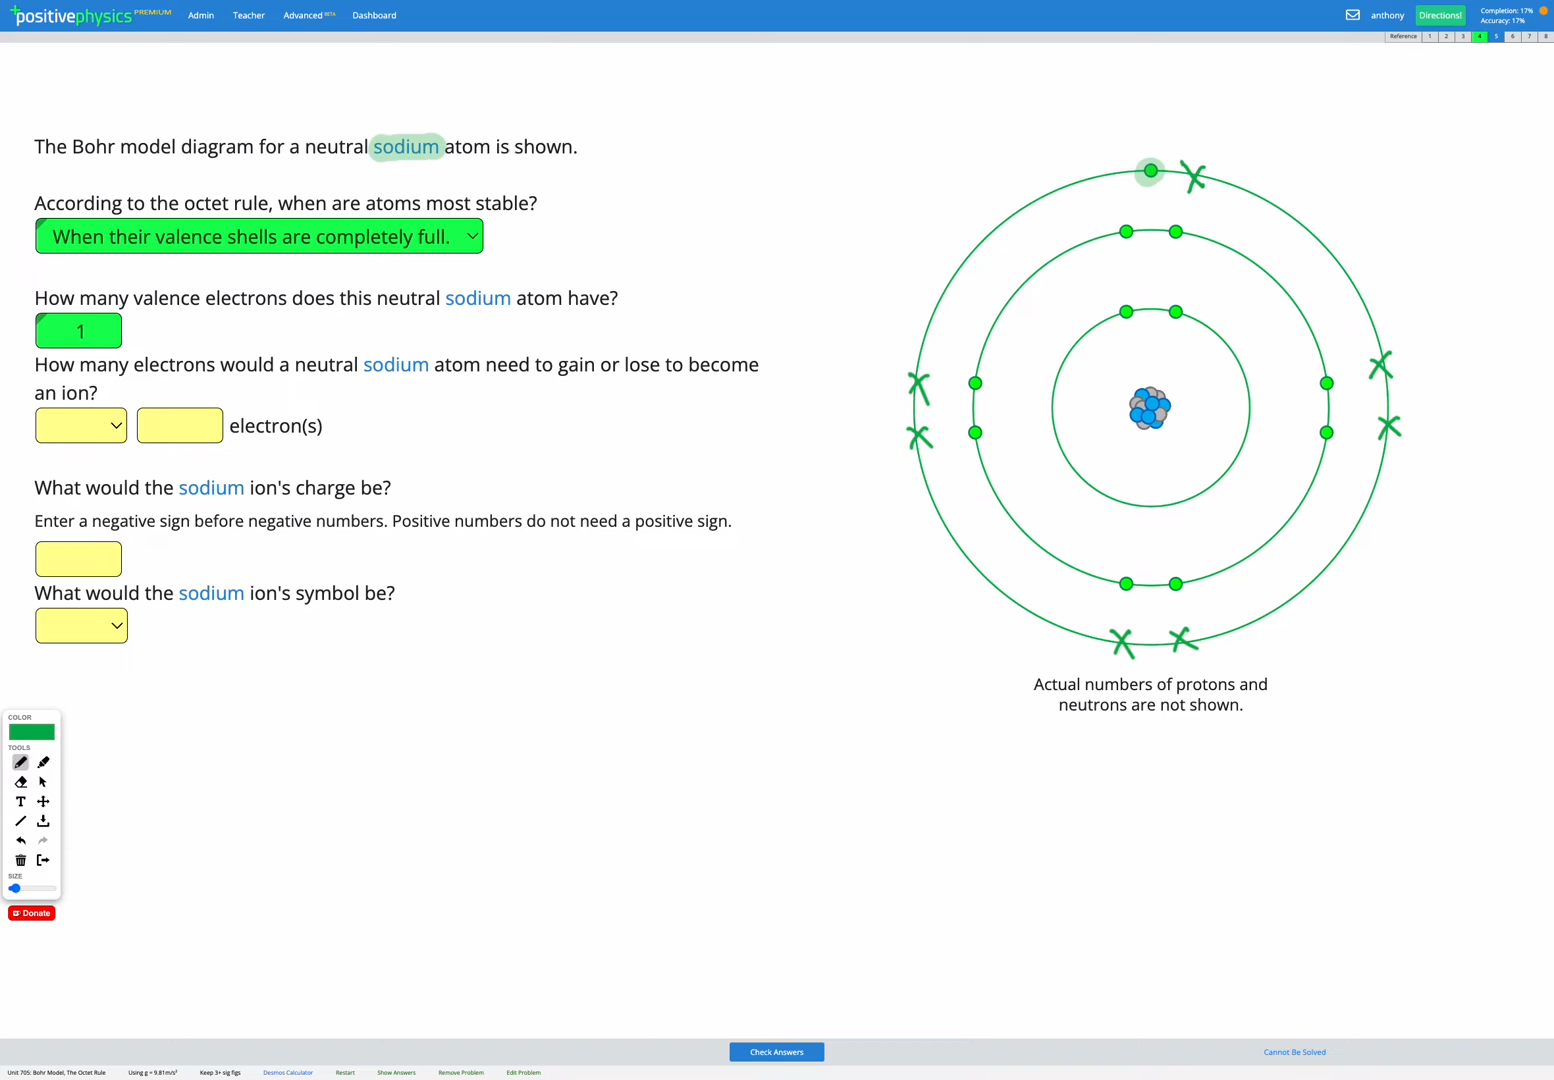 +positivephysics PREMIUM
Admin
Teacher
Advanced BETA
Dashboard
anthony
Directions!
Completion: 17%
Accuracy: 17%
Reference 1 2 3 4 5 6 7 8
The Bohr model diagram for a neutral sodium atom is shown.
According to the octet rule, when are atoms most stable?
When their valence shells are completely full.
How many valence electrons does this neutral sodium atom have?
1
How many electrons would a neutral sodium atom need to gain or lose to become
an ion?
electron(s)
What would the sodium ion's charge be?
Enter a negative sign before negative numbers. Positive numbers do not need a positive sign.
What would the sodium ion's symbol be?
Actual numbers of protons and
neutrons are not shown.
COLOR
TOOLS
T
SIZE
Donate
Check Answers
Cannot Be Solved
Unit 705: Bohr Model, The Octet Rule
Using g = 9.81m/s²
Keep 3+ sig figs
Desmos Calculator
Restart
Show Answers
Remove Problem
Edit Problem